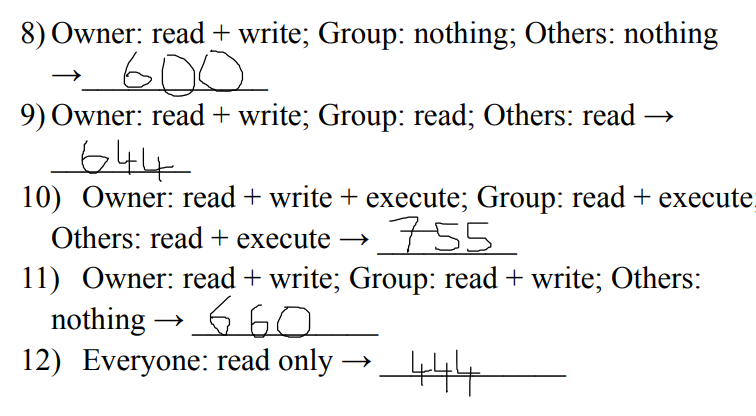 8) Owner: read + write; Group: nothing; Others: nothing
→ 600
9) Owner: read + write; Group: read; Others: read →
644
10) Owner: read + write + execute; Group: read + execute;
Others: read + execute → 755
11) Owner: read + write; Group: read + write; Others:
nothing → 660
12) Everyone: read only → 444